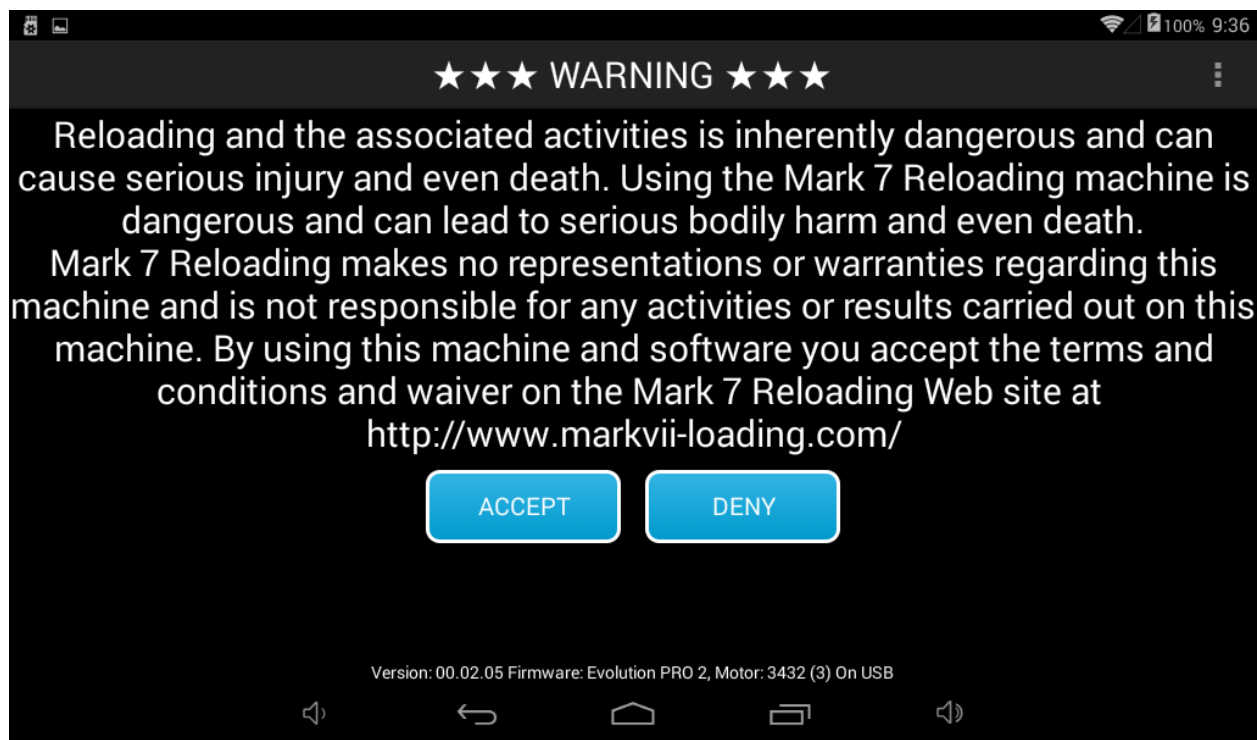 100% 9:36
★★★ WARNING ★★★
Reloading and the associated activities is inherently dangerous and can
cause serious injury and even death. Using the Mark 7 Reloading machine is
dangerous and can lead to serious bodily harm and even death.
Mark 7 Reloading makes no representations or warranties regarding this
machine and is not responsible for any activities or results carried out on this
machine. By using this machine and software you accept the terms and
conditions and waiver on the Mark 7 Reloading Web site at
http://www.markvii-loading.com/
ACCEPT DENY
Version: 00.02.05 Firmware: Evolution PRO 2, Motor: 3432 (3) On USB